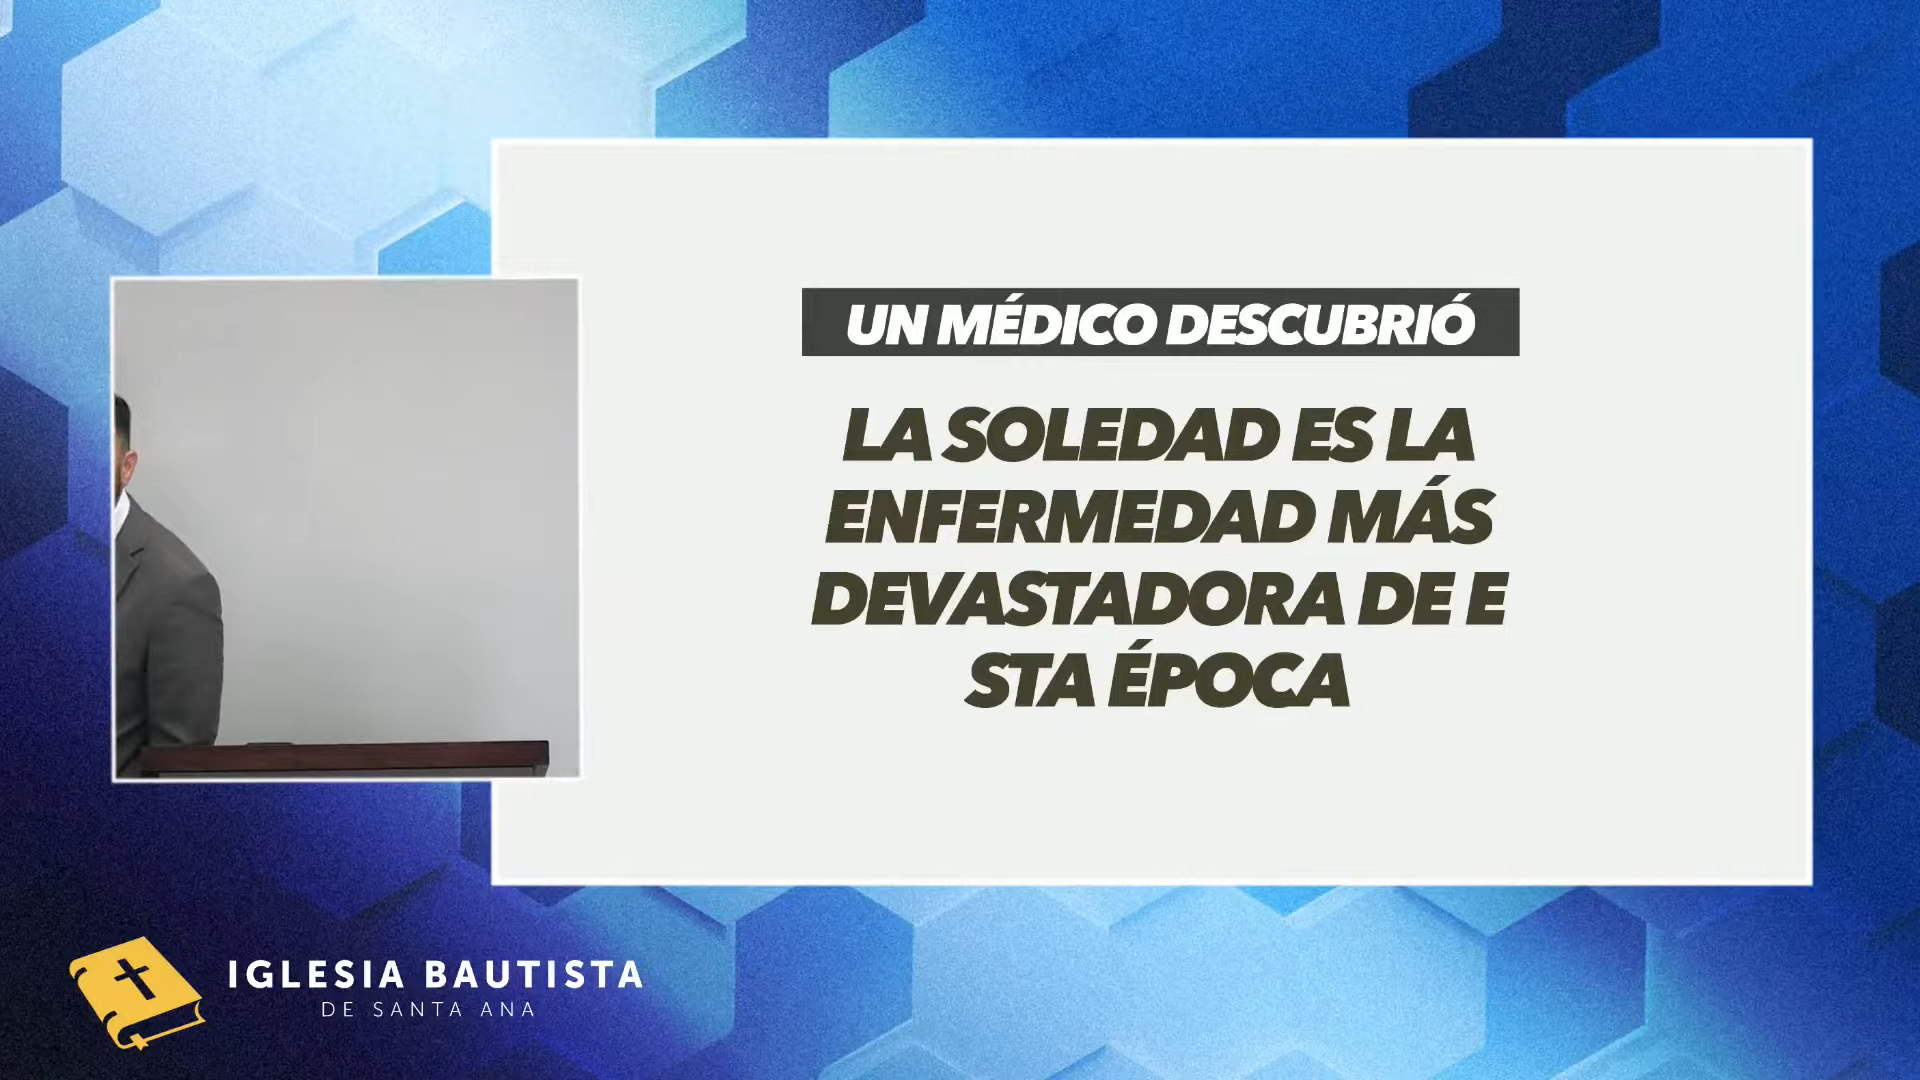 UN MÉDICO DESCUBRIÓ
LA SOLEDAD ES LA
ENFERMEDAD MÁS
DEVASTADORA DE E
STA ÉPOCA
IGLESIA BAUTISTA
DE SANTA ANA